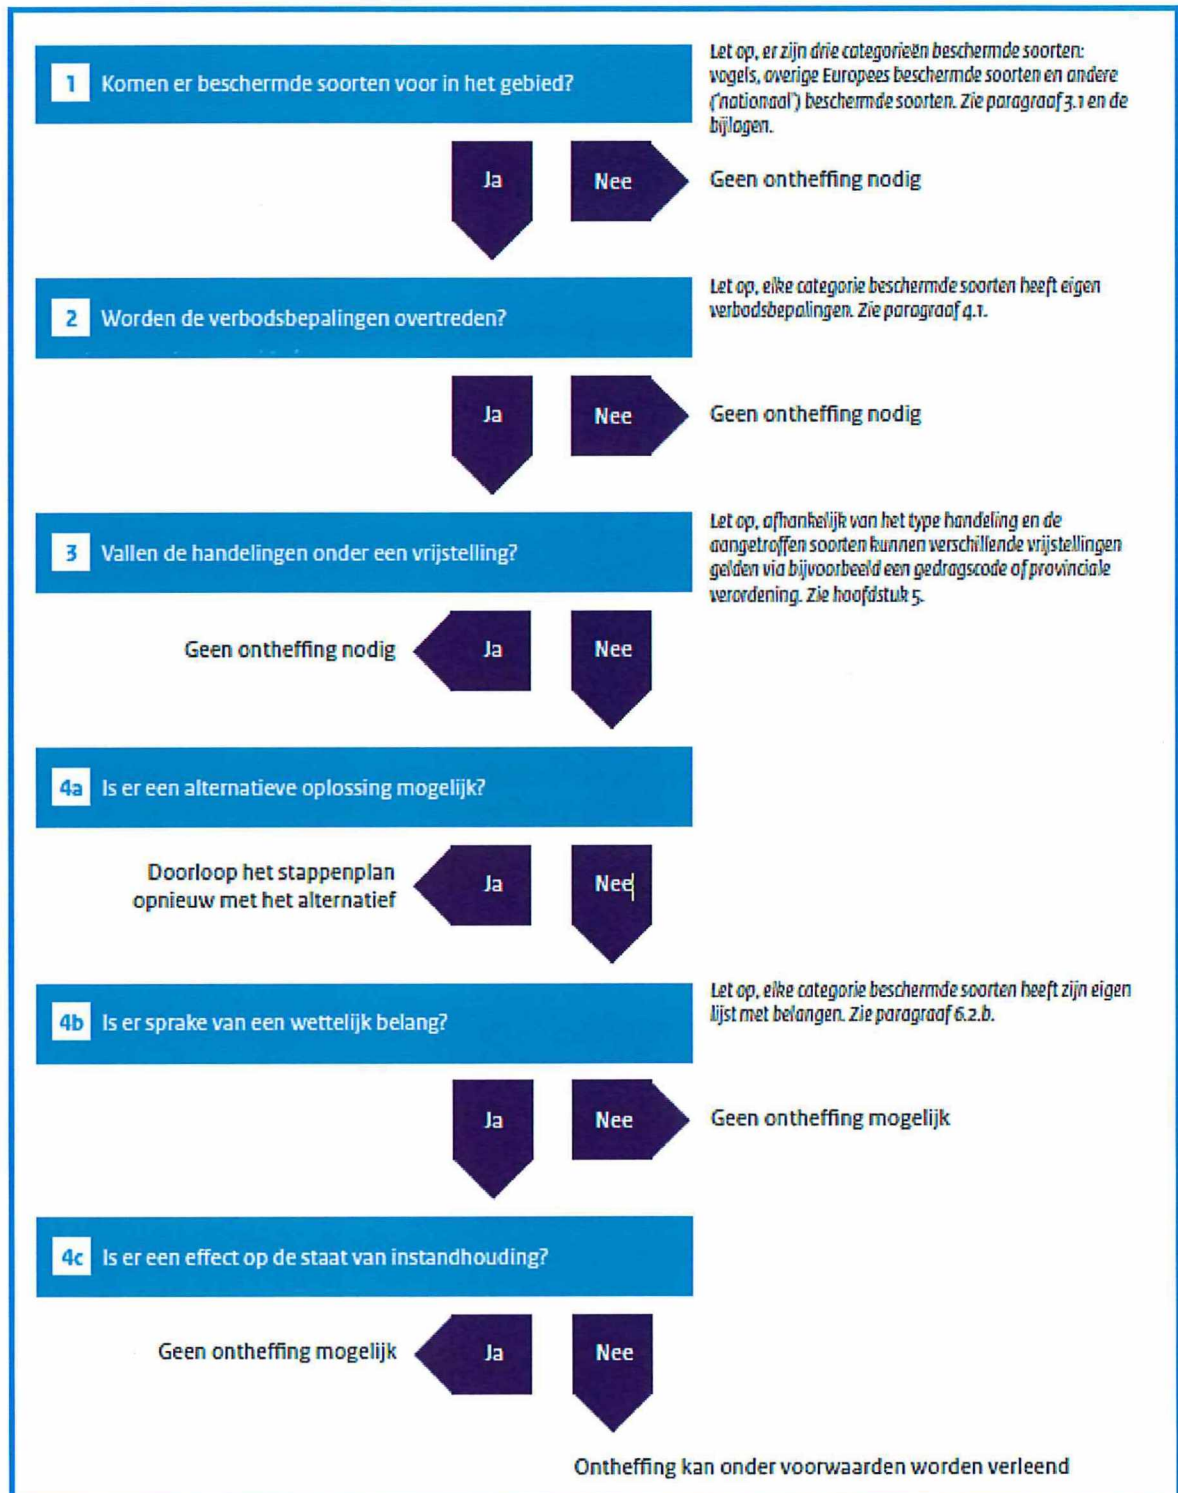 1 Komen er beschermde soorten voor in het gebied?
Let op, er zijn drie categorieën beschermde soorten:
vogels, overige Europees beschermde soorten en andere
('nationaal') beschermde soorten. Zie paragraaf 3.1 en de
bijlagen.
Ja
Nee
Geen ontheffing nodig
2 Worden de verbodsbepalingen overtreden?
Let op, elke categorie beschermde soorten heeft eigen
verbodsbepalingen. Zie paragraaf 4.1.
Ja
Nee
Geen ontheffing nodig
3 Vallen de handelingen onder een vrijstelling?
Let op, afhankelijk van het type handeling en de
aangetroffen soorten kunnen verschillende vrijstellingen
gelden via bijvoorbeeld een gedragscode of provinciale
verordening. Zie hoofdstuk 5.
Geen ontheffing nodig
Ja
Nee
4a Is er een alternatieve oplossing mogelijk?
Doorloop het stappenplan
opnieuw met het alternatief
Ja
Nee
4b Is er sprake van een wettelijk belang?
Let op, elke categorie beschermde soorten heeft zijn eigen
lijst met belangen. Zie paragraaf 6.2.b.
Ja
Nee
Geen ontheffing mogelijk
4c Is er een effect op de staat van instandhouding?
Geen ontheffing mogelijk
Ja
Nee
Ontheffing kan onder voorwaarden worden verleend